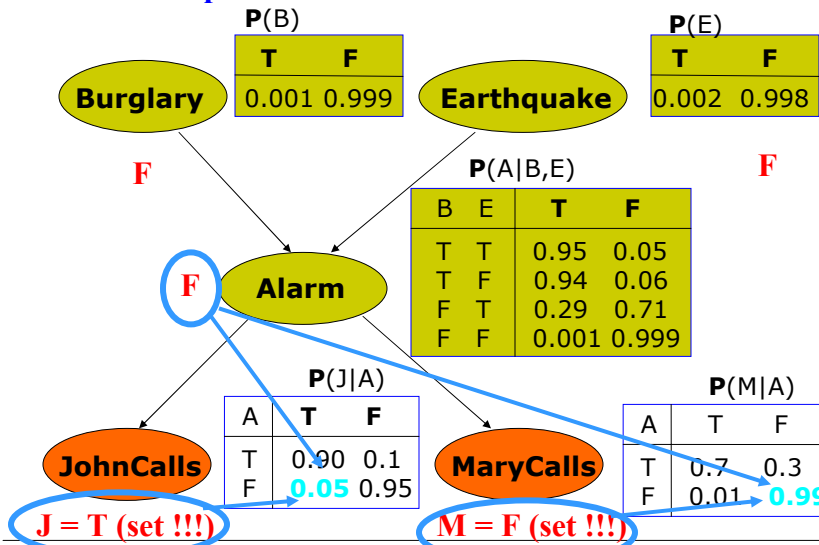 P(B)
T F
0.001 0.999
P(E)
T F
0.002 0.998
Burglary
Earthquake
F
F
P(A|B,E)
B E T F
T T 0.95 0.05
T F 0.94 0.06
F T 0.29 0.71
F F 0.001 0.999
F
Alarm
P(J|A)
A T F
T 0.90 0.1
F 0.05 0.95
P(M|A)
A T F
T 0.7 0.3
F 0.01 0.99
JohnCalls
MaryCalls
J = T (set !!!)
M = F (set !!!)